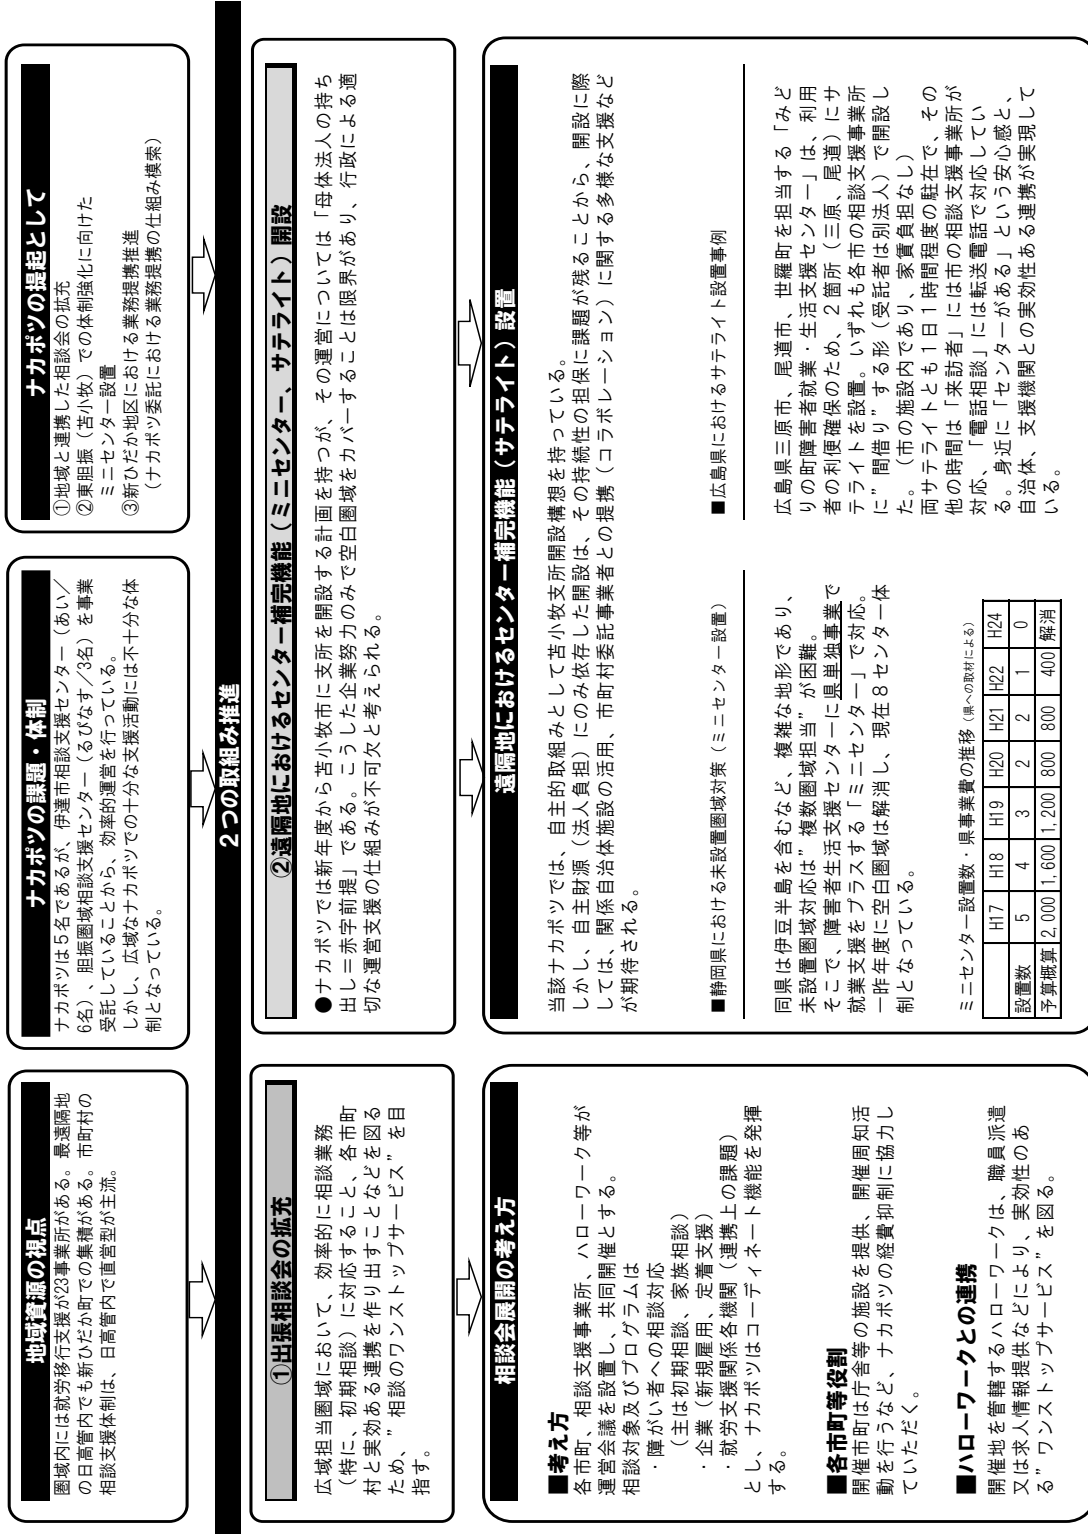 地域資源の視点
圏域内には就労移行支援が23事業所がある。最遠隔地
の日高管内でも新ひだか町での集積がある。市町村の
相談支援体制は、日高管内で直営型が主流。
ナカポツの課題・体制
ナカポツは５名であるが、伊達市相談支援センター（あい／
6名）、胆振圏域相談支援センター（るぴなす／3名）を事業
受託していることから、効率的運営を行っている。
しかし、広域なナカポツでの十分な支援活動には不十分な体
制となっている。
ナカポツの提起として
①地域と連携した相談会の拡充
②東胆振（苫小牧）での体制強化に向けた
ミニセンター設置
③新ひだか地区における業務提携推進
（ナカポツ委託における業務提携の仕組み模索）
２つの取組み推進
①出張相談会の拡充
広域担当圏域において、効率的に相談業務
（特に、初期相談）に対応すること、各市町
村と実効ある連携を作り出すことなどを図る
ため、”相談のワンストップサービス”を目
指す。
②遠隔地におけるセンター補完機能（ミニセンター、サテライト）開設
●ナカポツでは新年度から苫小牧市に支所を開設する計画を持つが、その運営については「母体法人の持ち
出し＝赤字前提」である。こうした企業努力のみで空白圏域をカバーすることは限界があり、行政による適
切な運営支援の仕組みが不可欠と考えられる。
相談会展開の考え方
■考え方
各市町、相談支援事業所、ハローワーク等が
運営会議を設置し、共同開催とする。
相談対象及びプログラムは
・障がい者への相談対応
（主は初期相談、家族相談）
・企業（新規雇用、定着支援）
・就労支援関係各機関（連携上の課題）
とし、ナカポツはコーディネート機能を発揮
する。
■各市町等役割
開催市町は庁舎等の施設を提供、開催周知活
動を行うなど、ナカポツの経費抑制に協力し
ていただく。
■ハローワークとの連携
開催地を管轄するハローワークは、職員派遣
又は求人情報提供などにより、実効性のあ
る”ワンストップサービス”を図る。
遠隔地におけるセンター補完機能（サテライト）設置
当該ナカポツでは、自主的取組みとして苫小牧支所開設構想を持っている。
しかし、自主財源（法人負担）にのみ依存した開設は、その持続性の担保に課題が残ることから、開設に際
しては、関係自治体施設の活用、市町村委託事業者との提携（コラボレーション）に関する多様な支援など
が期待される。
■静岡県における未設置圏域対策（ミニセンター設置）
同県は伊豆半島を含むなど、複雑な地形であり、
未設置圏域対応は”複数圏域担当”が困難。
そこで、障害者生活支援センターに県単独事業で
就業支援をプラスする「ミニセンター」で対応。
一昨年度に空白圏域は解消し、現在８センター体
制となっている。
ミニセンター設置数・県事業費の推移（県への取材による）
H17 H18 H19 H20 H21 H22 H24
設置数 5 4 3 2 2 1 0
予算概算 2,000 1,600 1,200 800 800 400 解消
■広島県におけるサテライト設置事例
広島県三原市、尾道市、世羅町を担当する「みど
りの町障害者就業・生活支援センター」は、利用
者の利便確保のため、２箇所（三原、尾道）にサ
テライトを設置。いずれも各市の相談支援事業所
に”間借り”する形（受託者は別法人）で開設し
た。（市の施設内であり、家賃負担なし）
両サテライトとも１日１時間程度の駐在で、その
他の時間は「来訪者」には市の相談支援事業所が
対応、「電話相談」には転送電話で対応してい
る。身近に「センターがある」という安心感と、
自治体、支援機関との実効性ある連携が実現して
いる。